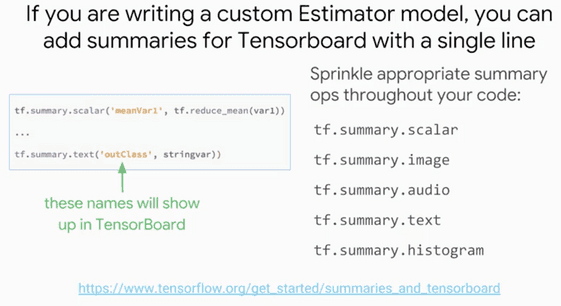 If you are writing a custom Estimator model, you can
add summaries for Tensorboard with a single line
tf.summary.scalar('meanVar1', tf.reduce_mean(var1))
...
tf.summary.text('outClass', stringvar))
these names will show
up in TensorBoard
Sprinkle appropriate summary
ops throughout your code:
tf.summary.scalar
tf.summary.image
tf.summary.audio
tf.summary.text
tf.summary.histogram
https://www.tensorflow.org/get_started/summaries_and_tensorboard